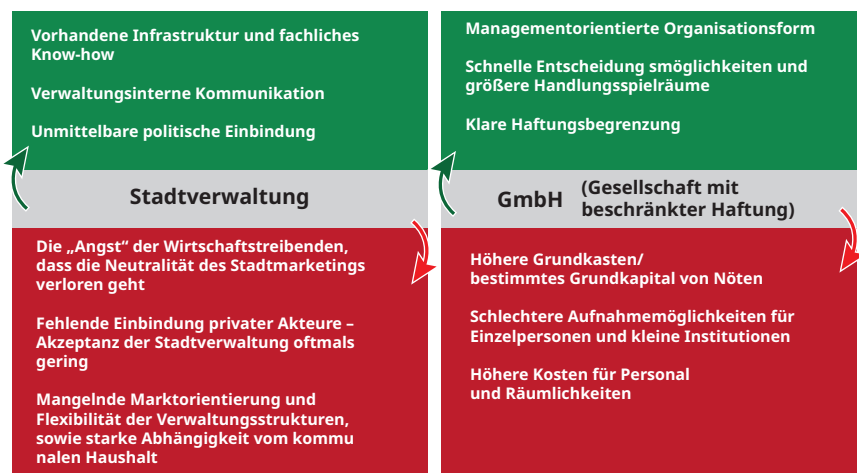 Vorhandene Infrastruktur und fachliches
Know-how
Verwaltungsinterne Kommunikation
Unmittelbare politische Einbindung
Stadtverwaltung
Die „Angst“ der Wirtschaftstreibenden,
dass die Neutralität des Stadtmarketings
verloren geht
Fehlende Einbindung privater Akteure –
Akzeptanz der Stadtverwaltung oftmals
gering
Mangelnde Marktorientierung und
Flexibilität der Verwaltungsstrukturen,
sowie starke Abhängigkeit vom kommu
nalen Haushalt
Managementorientierte Organisationsform
Schnelle Entscheidung smöglichkeiten und
größere Handlungsspielräume
Klare Haftungsbegrenzung
GmbH (Gesellschaft mit
beschränkter Haftung)
Höhere Grundkasten/
bestimmtes Grundkapital von Nöten
Schlechtere Aufnahmemöglichkeiten für
Einzelpersonen und kleine Institutionen
Höhere Kosten für Personal
und Räumlichkeiten